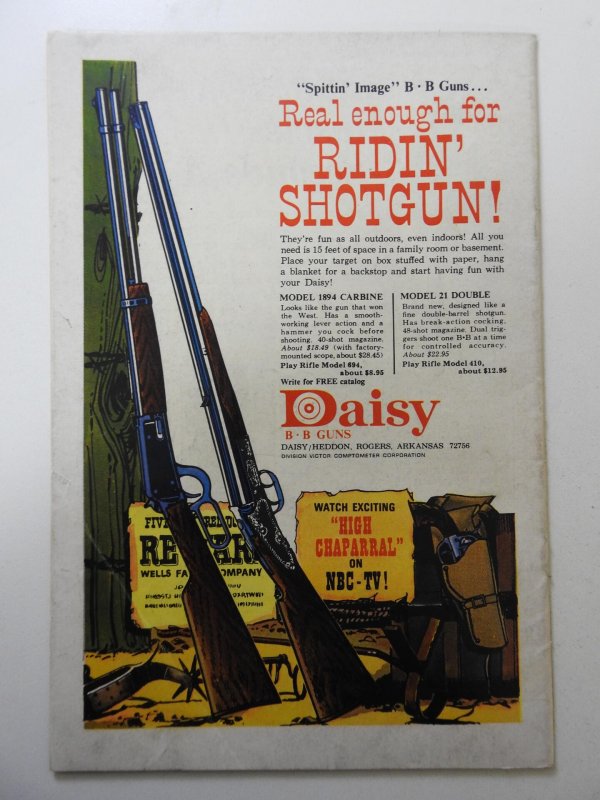 "Spittin' Image" B·B Guns...
Real enough for
RIDIN'
SHOTGUN!
They're fun as all outdoors, even indoors! All you
need is 15 feet of space in a family room or basement.
Place your target on box stuffed with paper, hang
a blanket for a backstop and start having fun with
your Daisy!
MODEL 1894 CARBINE
Looks like the gun that won
the West. Has a smooth-
working lever action and a
hammer you cock before
shooting. 40-shot magazine.
About $18.49 (with factory-
mounted scope, about $28.45)
Play Rifle Model 694,
about $8.95
Write for FREE catalog
MODEL 21 DOUBLE
Brand new, designed like a
fine double-barrel shotgun.
Has break-action cocking.
48-shot magazine. Dual trig-
gers shoot one B·B at a time
for controlled accuracy.
About $22.95
Play Rifle Model 410,
about $12.95
Daisy
B·B GUNS
DAISY/HEDDON, ROGERS, ARKANSAS 72756
DIVISION VICTOR COMPTOMETER CORPORATION
FIVE
RE
WELLS FA COMPANY
WATCH EXCITING
"HIGH
CHAPARRAL"
ON
NBC-TV!